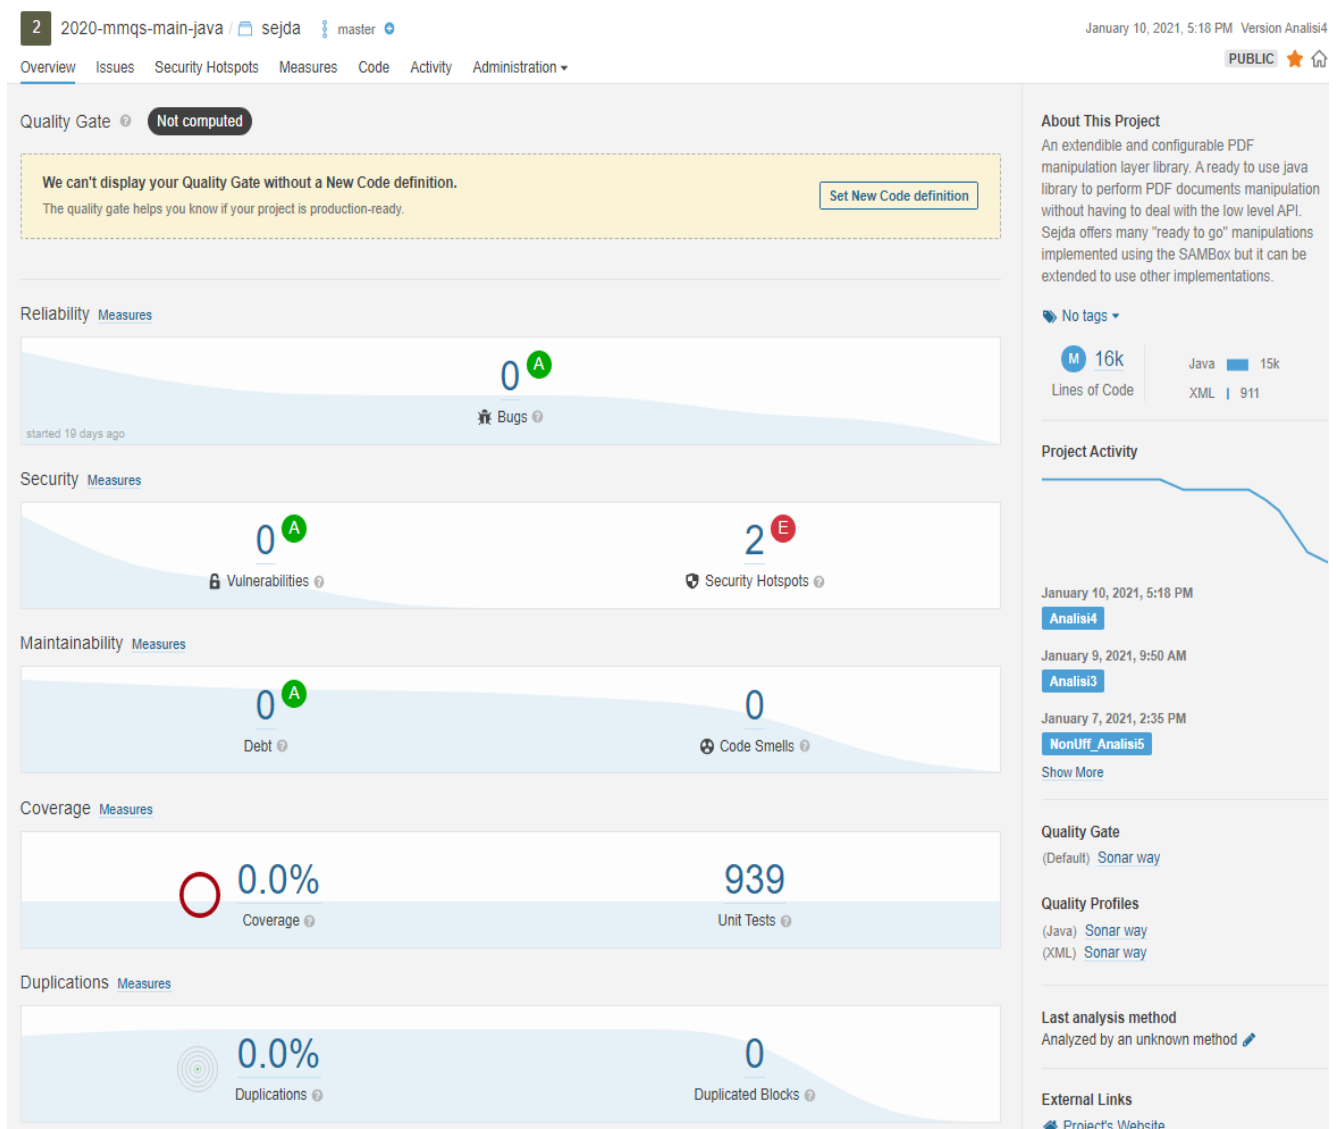 2 2020-mmqs-main-java / sejda master
January 10, 2021, 5:18 PM Version Analisi4
Overview Issues Security Hotspots Measures Code Activity Administration
PUBLIC
Quality Gate ? Not computed
We can't display your Quality Gate without a New Code definition.
The quality gate helps you know if your project is production-ready.
Set New Code definition
Reliability Measures
0 A
Bugs ?
started 19 days ago
Security Measures
0 A
Vulnerabilities ?
2 E
Security Hotspots ?
Maintainability Measures
0 A
Debt ?
0
Code Smells ?
Coverage Measures
0.0%
Coverage ?
939
Unit Tests ?
Duplications Measures
0.0%
Duplications ?
0
Duplicated Blocks ?
About This Project
An extendible and configurable PDF
manipulation layer library. A ready to use java
library to perform PDF documents manipulation
without having to deal with the low level API.
Sejda offers many "ready to go" manipulations
implemented using the SAMBox but it can be
extended to use other implementations.
No tags
M 16k
Lines of Code
Java 15k
XML 911
Project Activity
January 10, 2021, 5:18 PM
Analisi4
January 9, 2021, 9:50 AM
Analisi3
January 7, 2021, 2:35 PM
NonUff_Analisi5
Show More
Quality Gate
(Default) Sonar way
Quality Profiles
(Java) Sonar way
(XML) Sonar way
Last analysis method
Analyzed by an unknown method
External Links
Project's Website